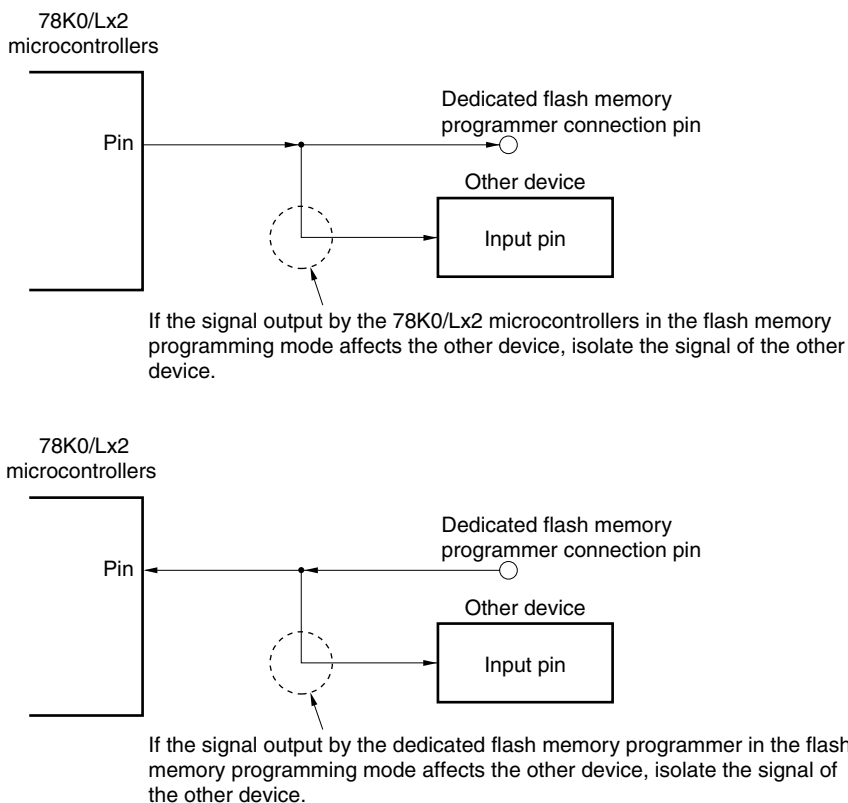 78K0/Lx2
microcontrollers
Pin
Dedicated flash memory
programmer connection pin
Other device
Input pin
If the signal output by the 78K0/Lx2 microcontrollers in the flash memory
programming mode affects the other device, isolate the signal of the other
device.
78K0/Lx2
microcontrollers
Pin
Dedicated flash memory
programmer connection pin
Other device
Input pin
If the signal output by the dedicated flash memory programmer in the flash
memory programming mode affects the other device, isolate the signal of
the other device.